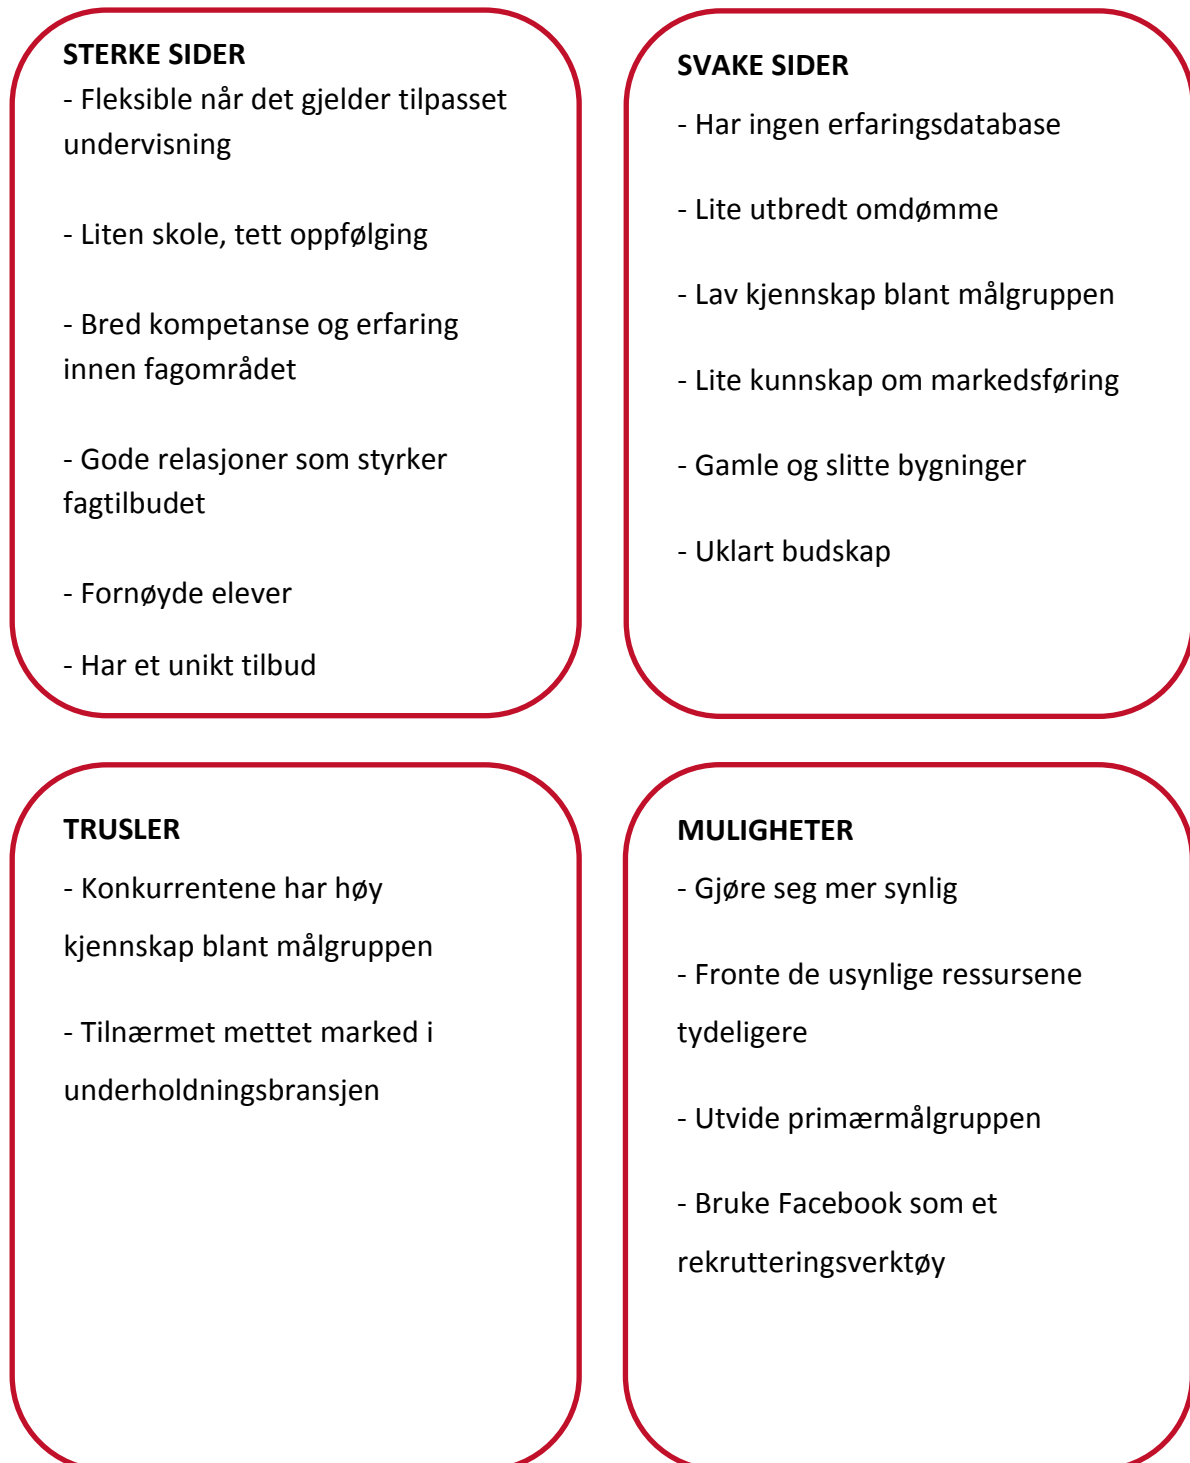 STERKE SIDER
- Fleksible når det gjelder tilpasset
undervisning
- Liten skole, tett oppfølging
- Bred kompetanse og erfaring
innen fagområdet
- Gode relasjoner som styrker
fagtilbudet
- Fornøyde elever
- Har et unikt tilbud
SVAKE SIDER
- Har ingen erfaringsdatabase
- Lite utbredt omdømme
- Lav kjennskap blant målgruppen
- Lite kunnskap om markedsføring
- Gamle og slitte bygninger
- Uklart budskap
TRUSLER
- Konkurrentene har høy
kjennskap blant målgruppen
- Tilnærmet mettet marked i
underholdningsbransjen
MULIGHETER
- Gjøre seg mer synlig
- Fronte de usynlige ressursene
tydeligere
- Utvide primærmålgruppen
- Bruke Facebook som et
rekrutteringsverktøy